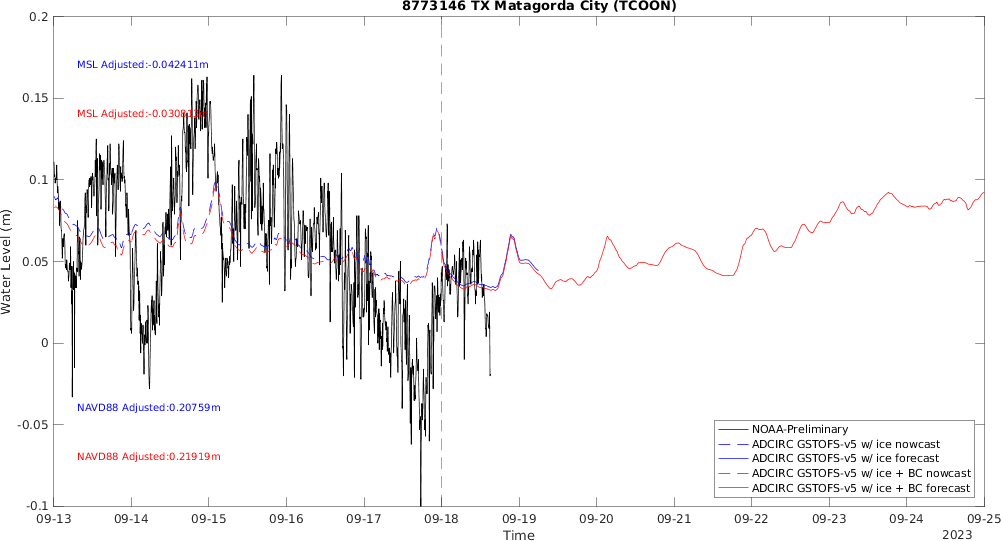 8773146 TX Matagorda City (TCOON)
0.2
0.15
0.1
0.05
0
-0.05
-0.1
Water Level (m)
MSL Adjusted:-0.042411m
MSL Adjusted:
NAVD88 Adjusted:0.20759m
NAVD88 Adjusted:0.21919m
NOAA-Preliminary
ADCIRC GSTOFS-v5 w/ ice nowcast
ADCIRC GSTOFS-v5 w/ ice forecast
ADCIRC GSTOFS-v5 w/ ice + BC nowcast
ADCIRC GSTOFS-v5 w/ ice + BC forecast
09-13 09-14 09-15 09-16 09-17 09-18 09-19 09-20 09-21 09-22 09-23 09-24 09-25
Time
2023